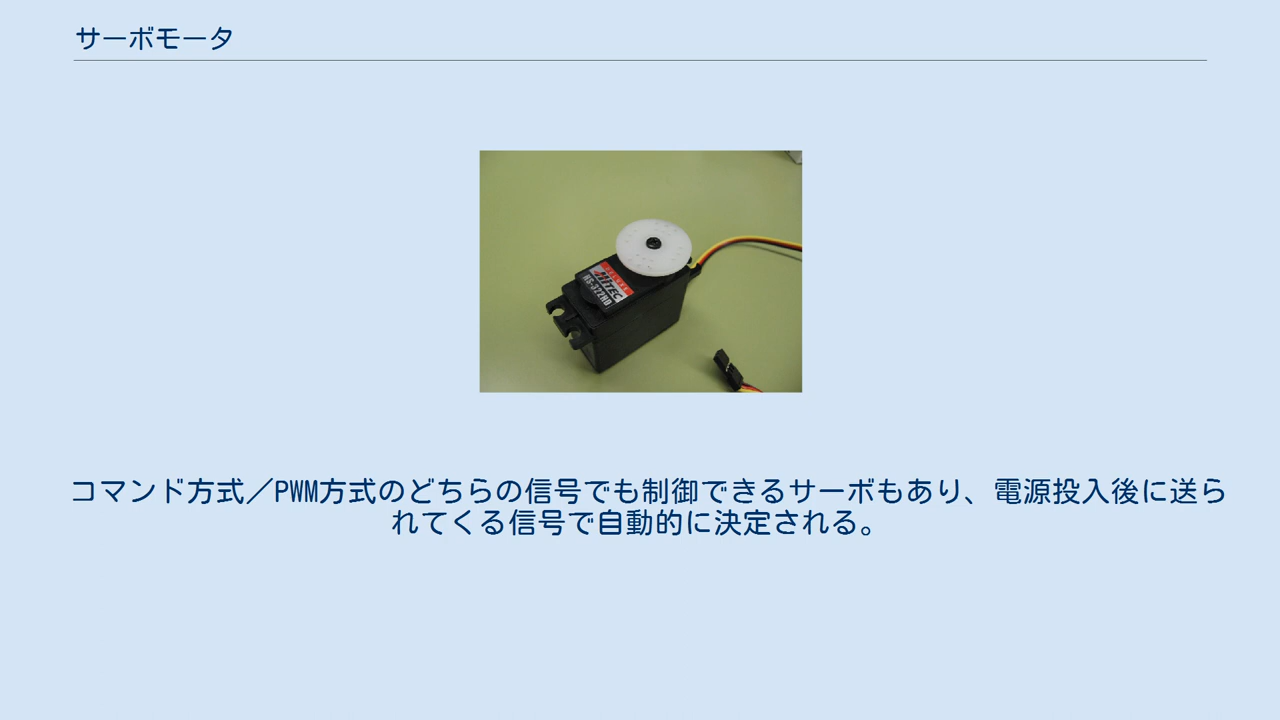 サーボモータ
HITEC
HS-322HD
コマンド方式／PWM方式のどちらの信号でも制御できるサーボもあり、電源投入後に送ら
れてくる信号で自動的に決定される。